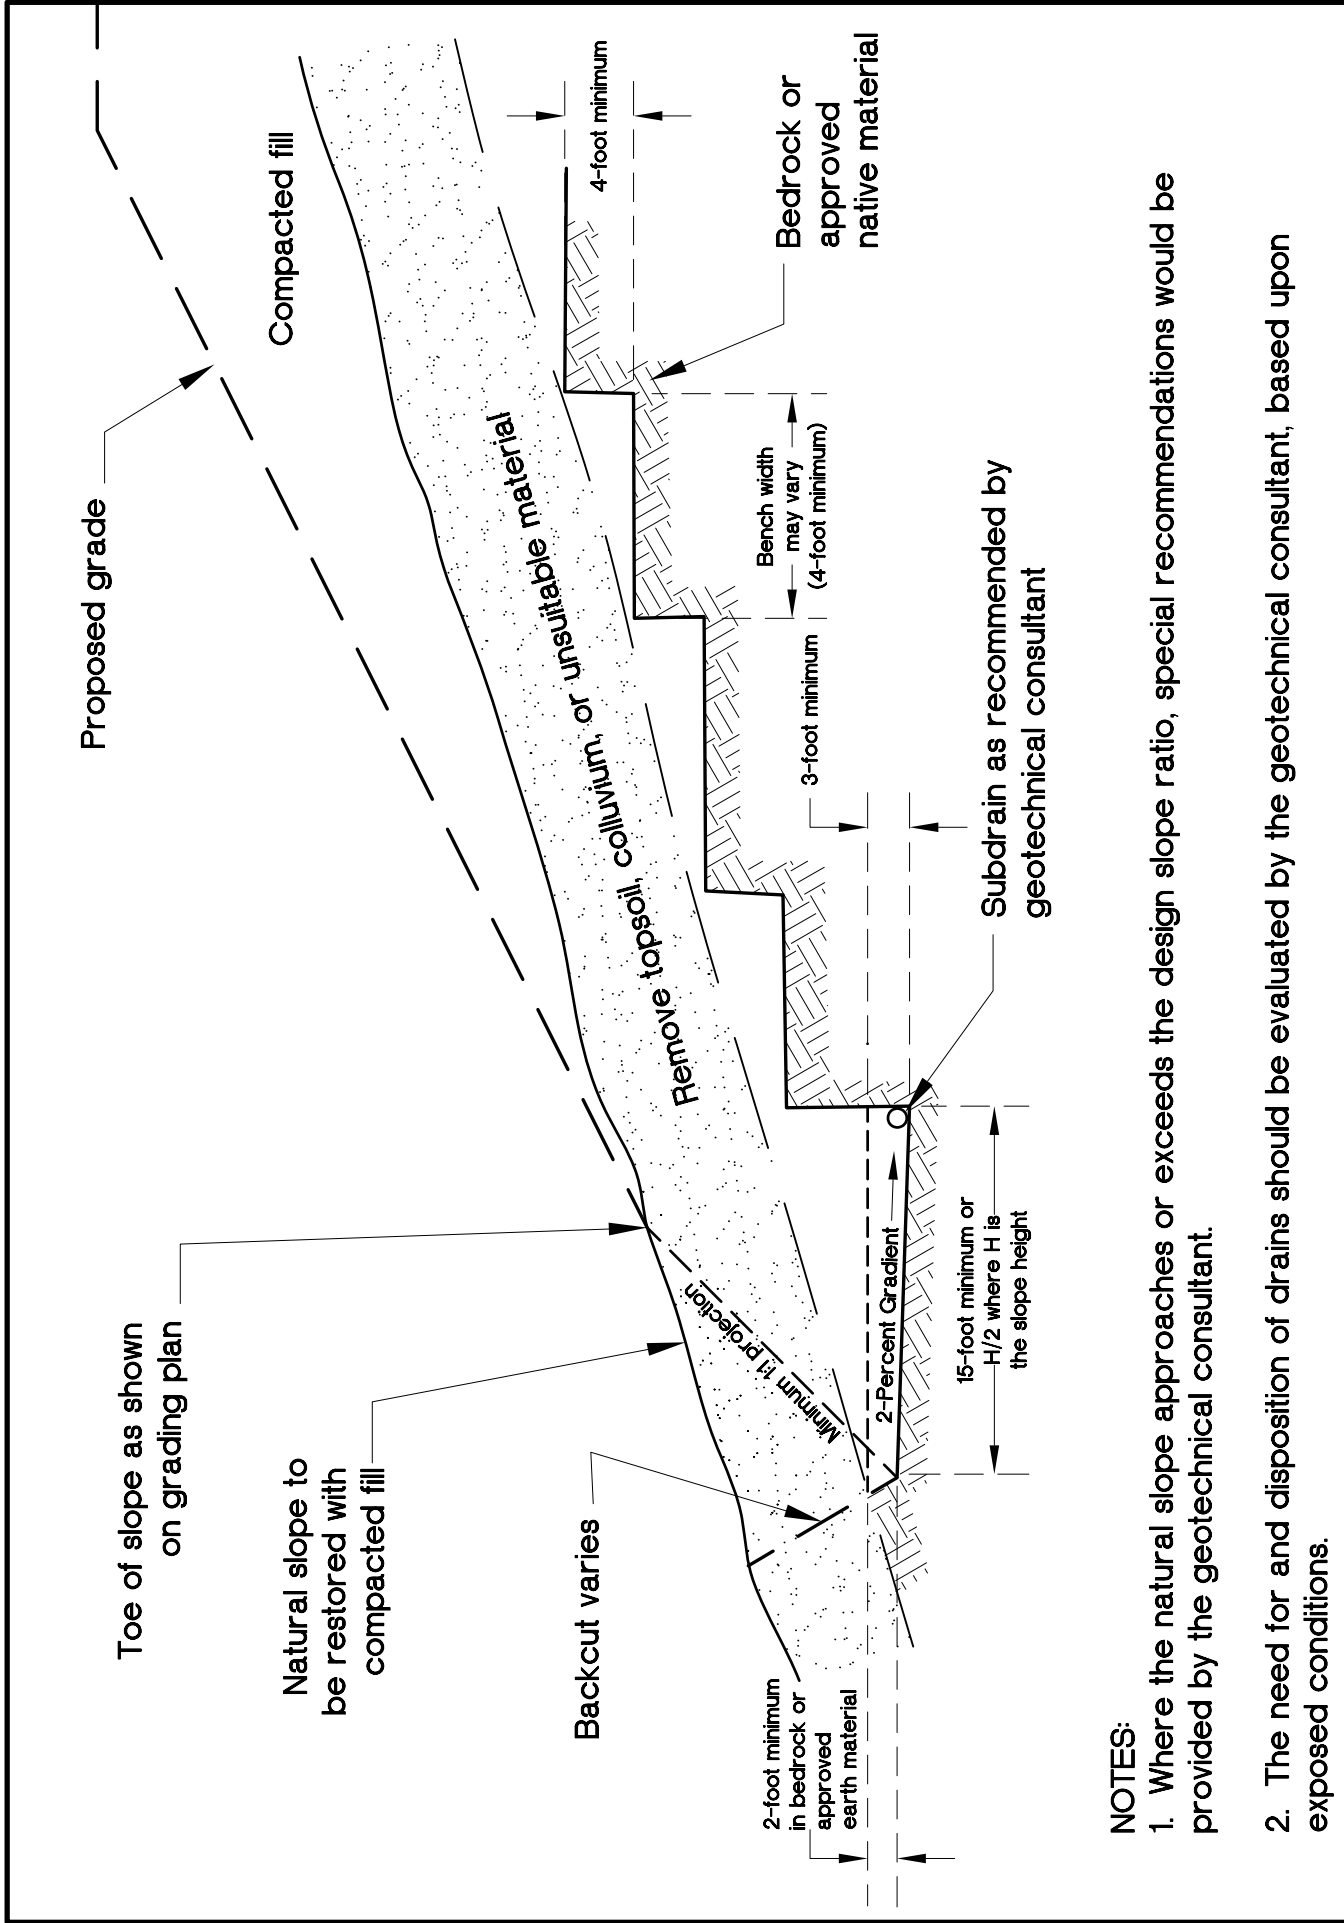 Proposed grade
Compacted fill
Toe of slope as shown
on grading plan
Natural slope to
be restored with
compacted fill
Backcut varies
Remove topsoil, colluvium, or unsuitable material
Minimum 1:1 projection
4-foot minimum
Bedrock or
approved
native material
Bench width
may vary
(4-foot minimum)
3-foot minimum
Subdrain as recommended by
geotechnical consultant
2-Percent Gradient
15-foot minimum or
H/2 where H is
the slope height
2-foot minimum
in bedrock or
approved
earth material
NOTES:
1. Where the natural slope approaches or exceeds the design slope ratio, special recommendations would be
provided by the geotechnical consultant.
2. The need for and disposition of drains should be evaluated by the geotechnical consultant, based upon
exposed conditions.